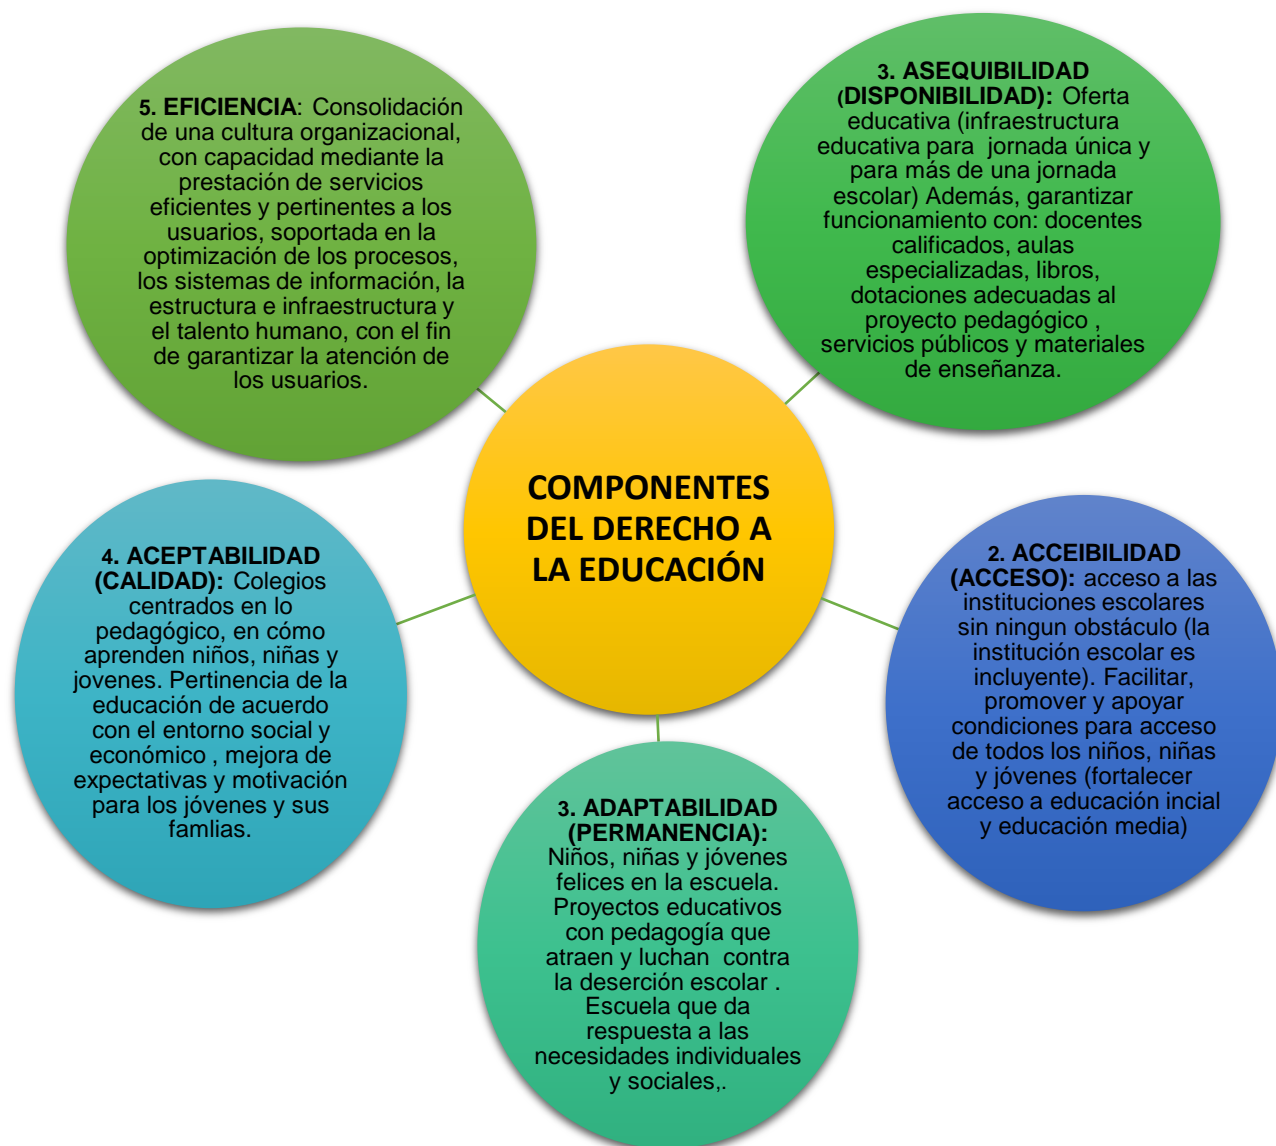 COMPONENTES
DEL DERECHO A
LA EDUCACIÓN
3. ASEQUIBILIDAD
(DISPONIBILIDAD): Oferta
educativa (infraestructura
educativa para jornada única y
para más de una jornada
escolar) Además, garantizar
funcionamiento con: docentes
calificados, aulas
especializadas, libros,
dotaciones adecuadas al
proyecto pedagógico ,
servicios públicos y materiales
de enseñanza.
2. ACCEIBILIDAD
(ACCESO): acceso a las
instituciones escolares
sin ningun obstáculo (la
institución escolar es
incluyente). Facilitar,
promover y apoyar
condiciones para acceso
de todos los niños, niñas
y jóvenes (fortalecer
acceso a educación incial
y educación media)
3. ADAPTABILIDAD
(PERMANENCIA):
Niños, niñas y jóvenes
felices en la escuela.
Proyectos educativos
con pedagogía que
atraen y luchan contra
la deserción escolar .
Escuela que da
respuesta a las
necesidades individuales
y sociales,.
4. ACEPTABILIDAD
(CALIDAD): Colegios
centrados en lo
pedagógico, en cómo
aprenden niños, niñas y
jovenes. Pertinencia de la
educación de acuerdo
con el entorno social y
económico , mejora de
expectativas y motivación
para los jóvenes y sus
famlias.
5. EFICIENCIA: Consolidación
de una cultura organizacional,
con capacidad mediante la
prestación de servicios
eficientes y pertinentes a los
usuarios, soportada en la
optimización de los procesos,
los sistemas de información, la
estructura e infraestructura y
el talento humano, con el fin
de garantizar la atención de
los usuarios.